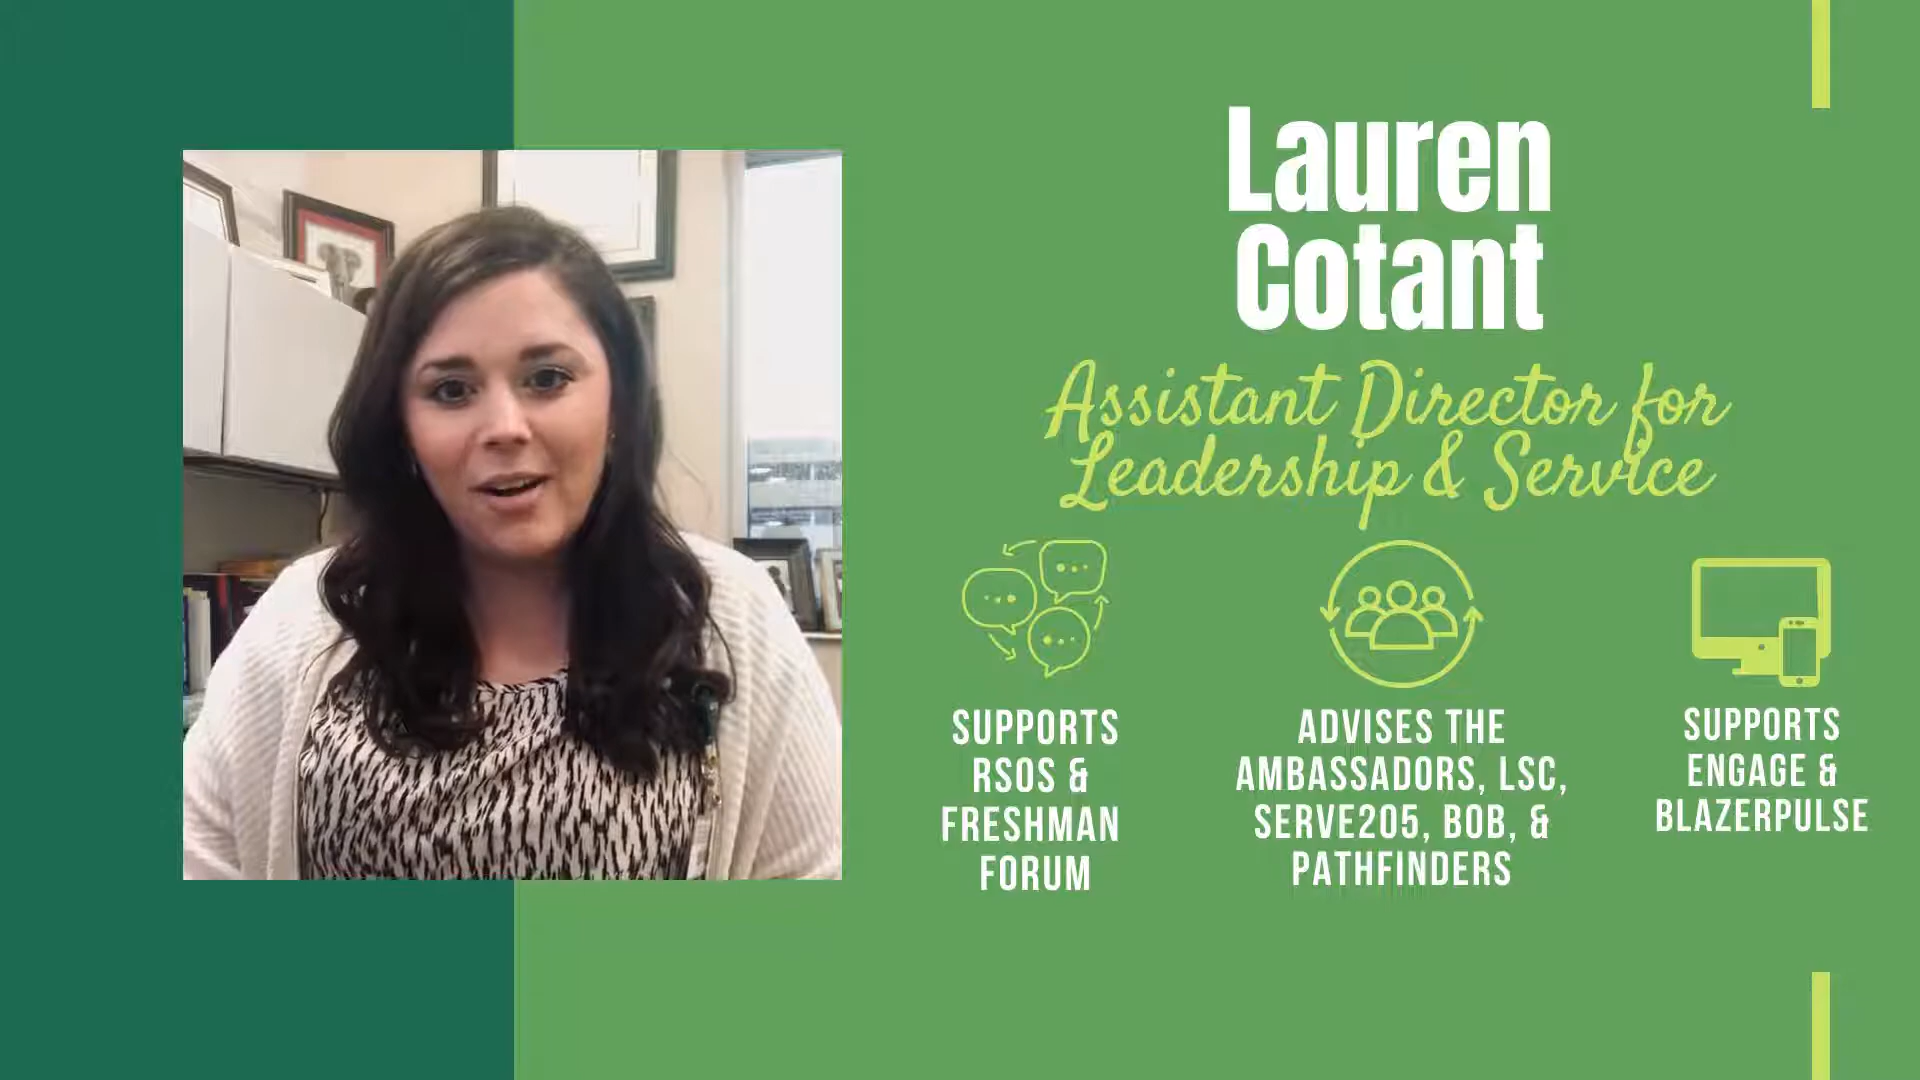 Lauren
Cotant
Assistant Director for
Leadership & Service
SUPPORTS
RSOS &
FRESHMAN
FORUM
ADVISES THE
AMBASSADORS, LSC,
SERVE205, BOB, &
PATHFINDERS
SUPPORTS
ENGAGE &
BLAZERPULSE